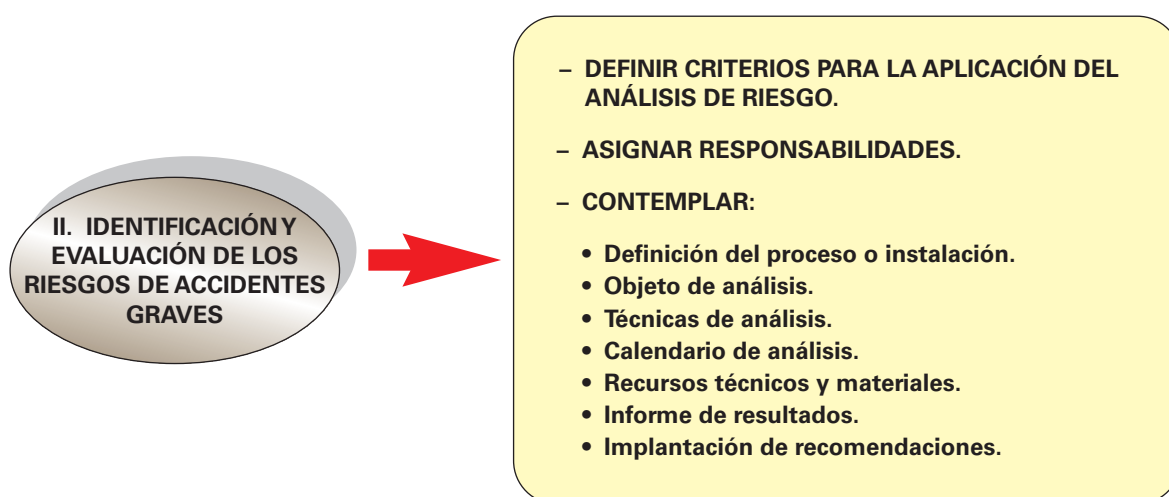 II. IDENTIFICACIÓN Y
EVALUACIÓN DE LOS
RIESGOS DE ACCIDENTES
GRAVES
– DEFINIR CRITERIOS PARA LA APLICACIÓN DEL
ANÁLISIS DE RIESGO.
– ASIGNAR RESPONSABILIDADES.
– CONTEMPLAR:
• Definición del proceso o instalación.
• Objeto de análisis.
• Técnicas de análisis.
• Calendario de análisis.
• Recursos técnicos y materiales.
• Informe de resultados.
• Implantación de recomendaciones.